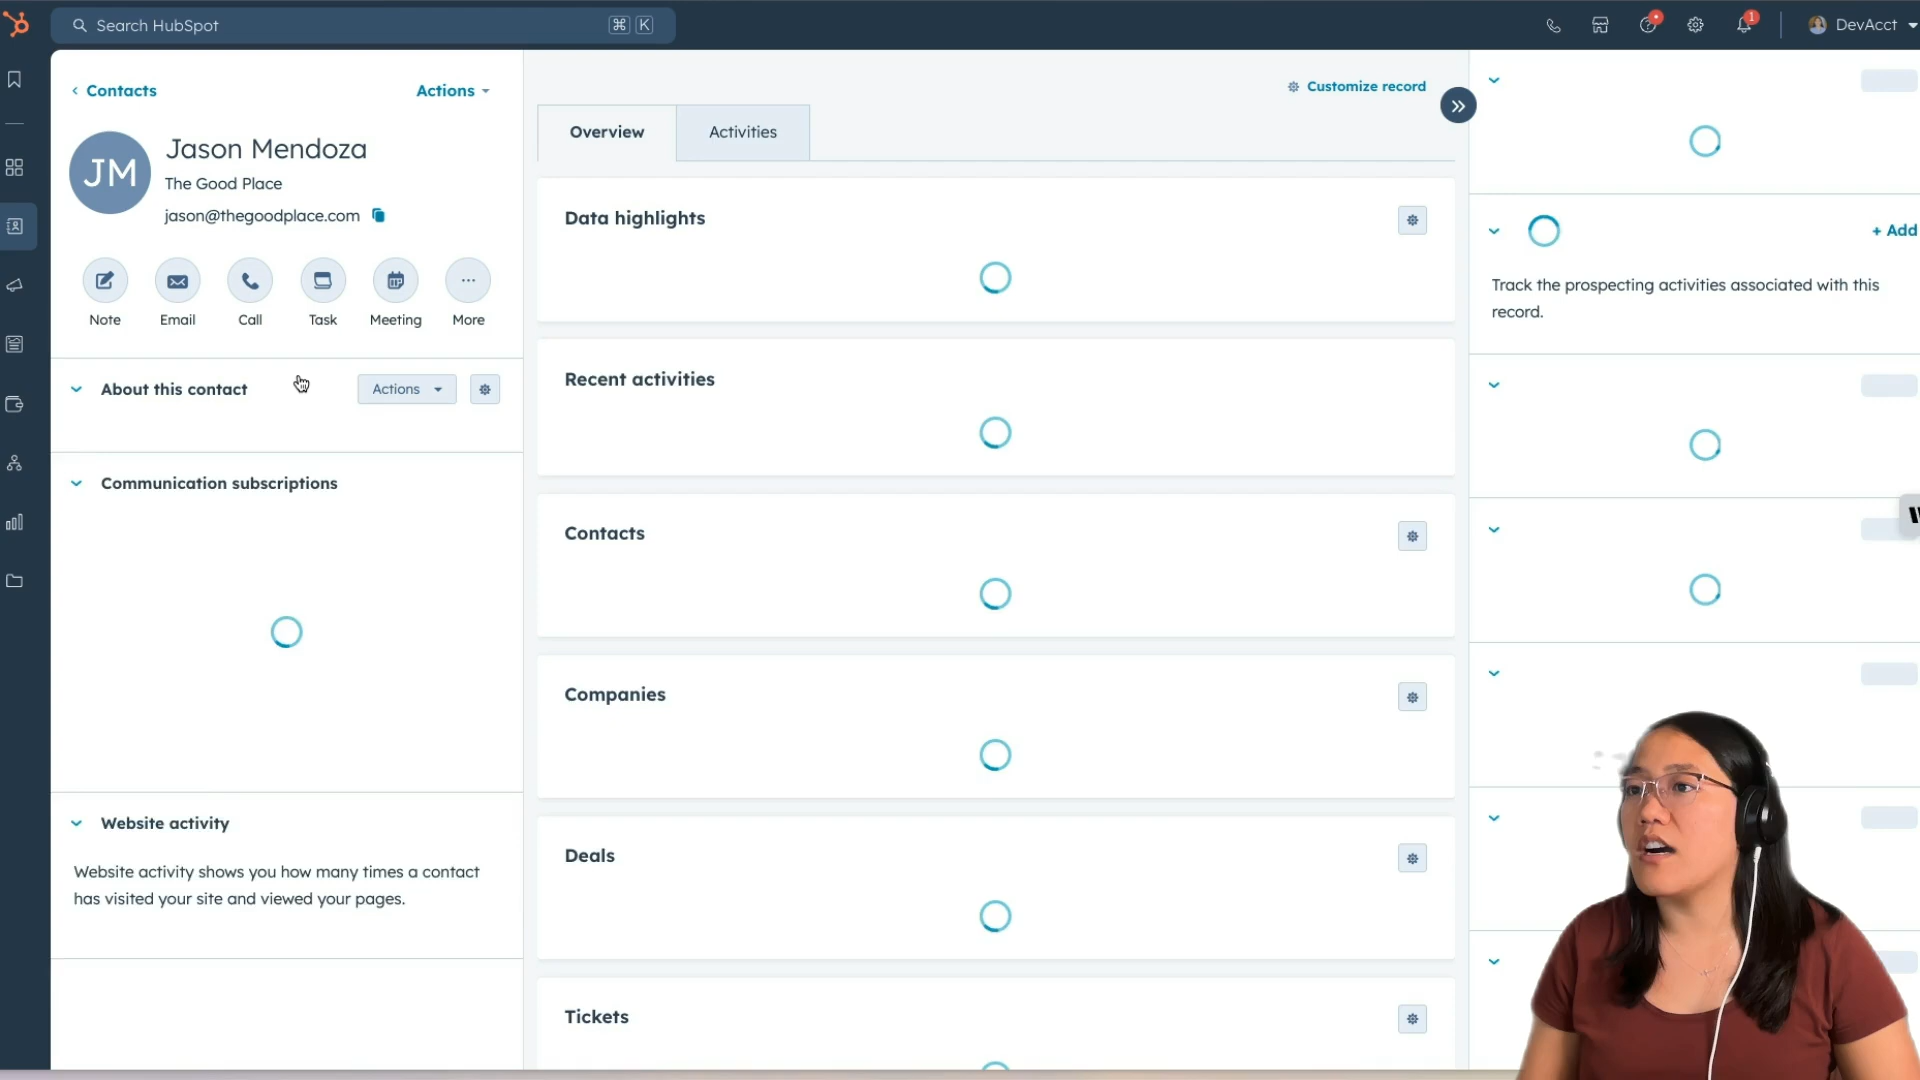 Search HubSpot
⌘ K
1
DevAcct
Contacts
Actions
JM
Jason Mendoza
The Good Place
jason@thegoodplace.com
Note
Email
Call
Task
Meeting
More
About this contact
Actions
Communication subscriptions
Website activity
Website activity shows you how many times a contact
has visited your site and viewed your pages.
Customize record
Overview
Activities
Data highlights
Recent activities
Contacts
Companies
Deals
Tickets
+ Add
Track the prospecting activities associated with this
record.